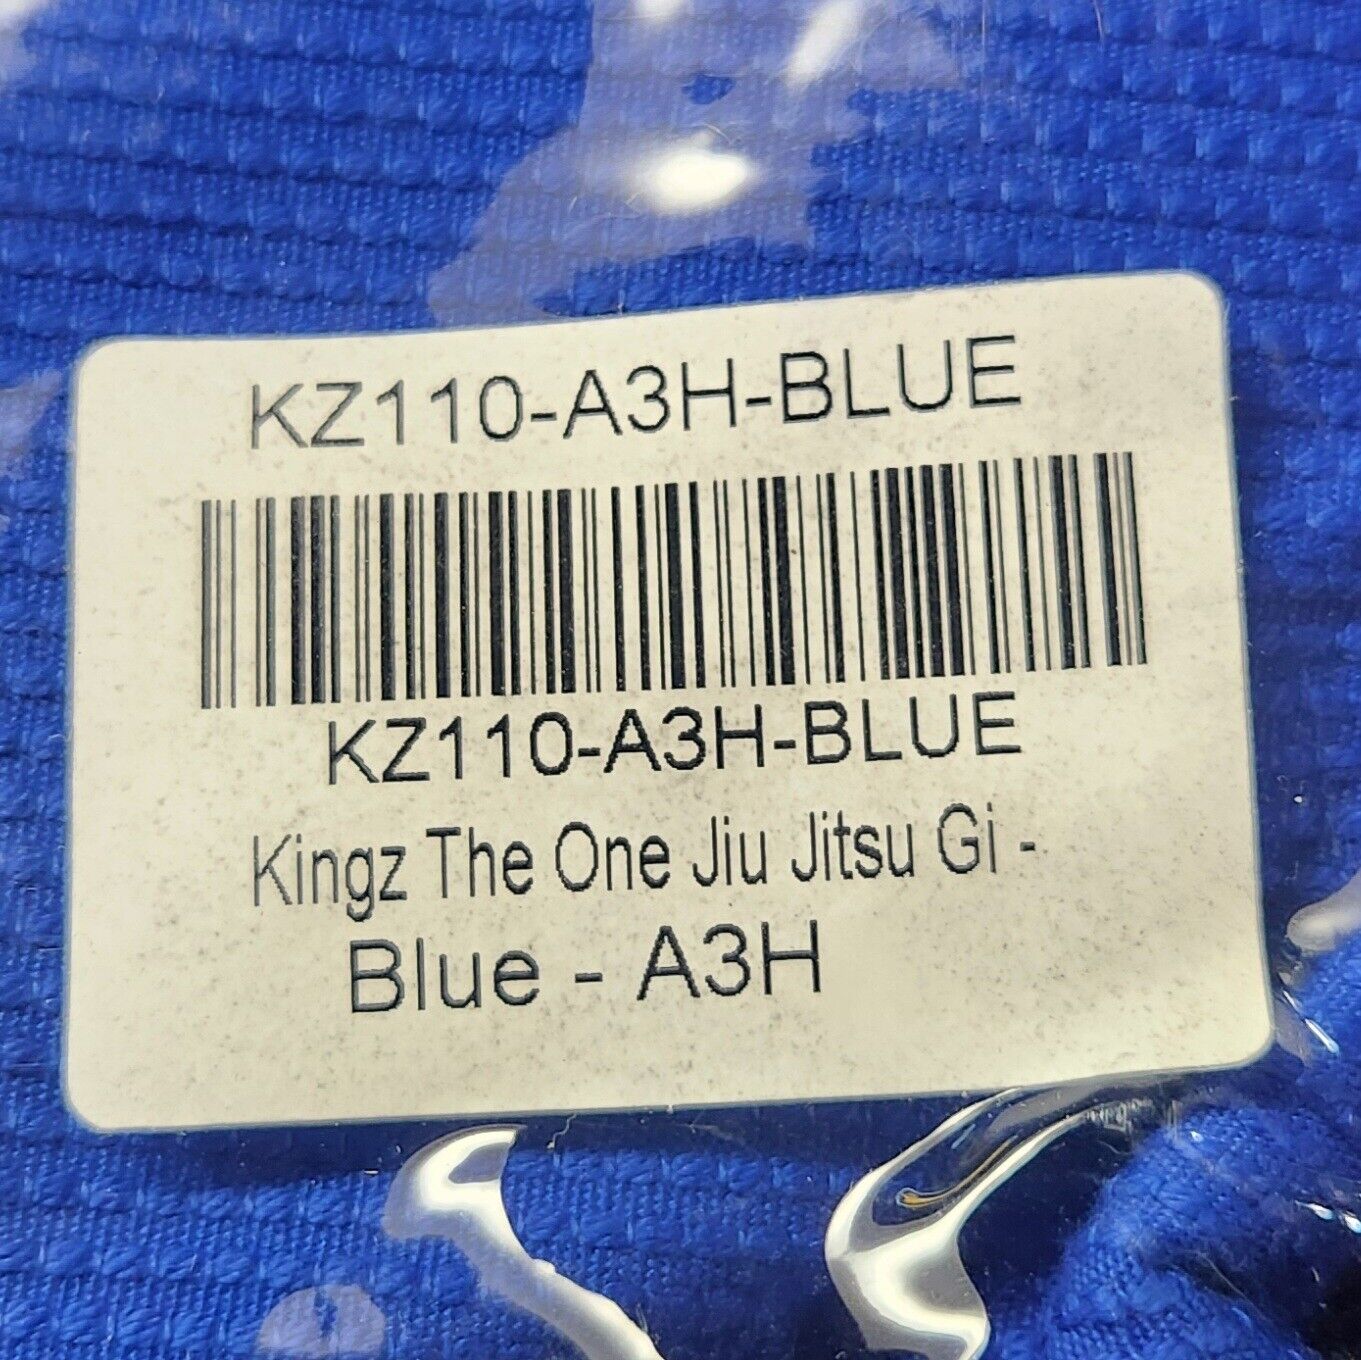 KZ110-A3H-BLUE
KZ110-A3H-BLUE
Kingz The One Jiu Jitsu Gi -
Blue - A3H